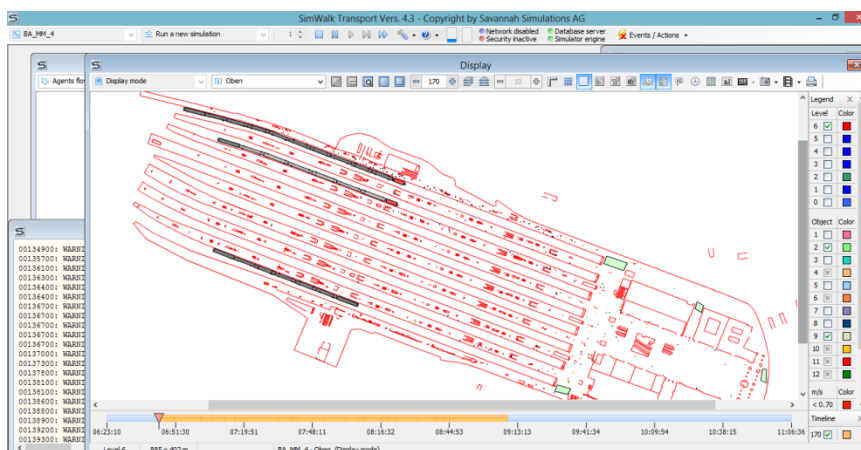 SimWalk Transport Vers. 4.3 - Copyright by Savannah Simulations AG
BA_MM_4
Run a new simulation
1
Network disabled
Security inactive
Database server
Simulator engine
Events / Actions
Display
Agents flo
Display mode
Oben
170
10
Legend
Level Color
6
5
4
3
2
1
0
Object Color
1
2
3
4
5
6
7
8
9
10
11
12
m/s Color
< 0.70
Timeline
170
00134900: WARNI
00135700: WARNI
00136100: WARNI
00136300: WARNI
00136400: WARNI
00136400: WARNI
00136700: WARNI
00136700: WARNI
00136700: WARNI
00136700: WARNI
00136700: WARNI
00137000: WARNI
00137300: WARNI
00137800: WARNI
00138100: WARNI
00138100: WARNI
00138600: WARNI
00138800: WARNI
00138900: WARNI
00139200: WARNI
00139300: WARNI
06:23:10 06:51:30 07:19:51 07:48:11 08:16:32 08:44:53 09:13:13 09:41:34 10:09:54 10:38:15 11:06:36
Level 6 885 x 402 m BA_MM_4 - Oben (Display mode)